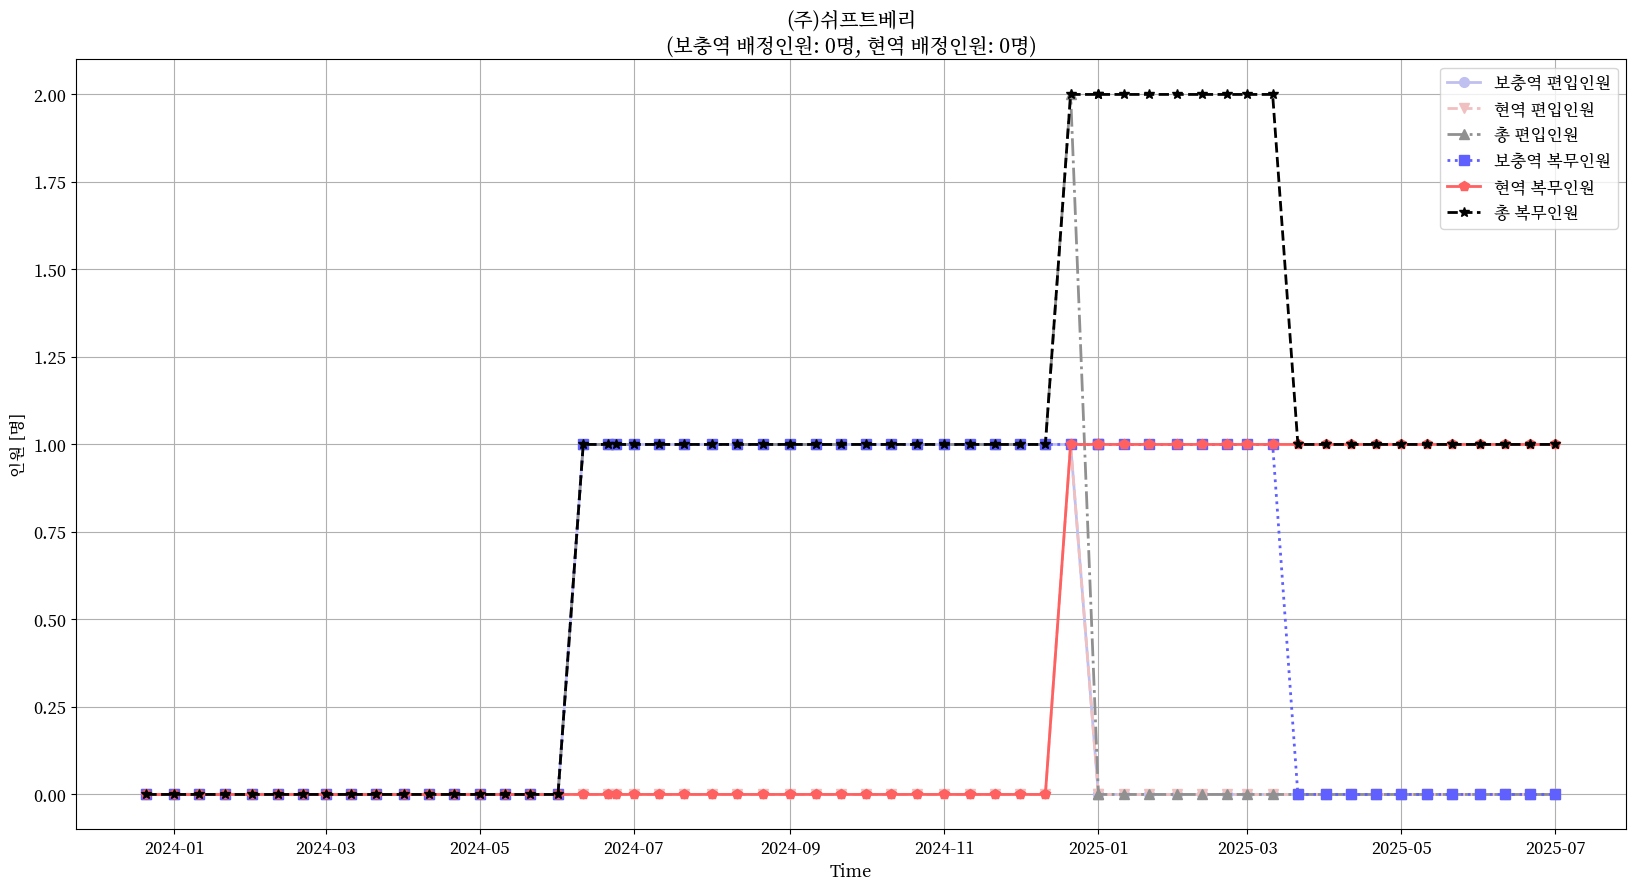 (주)쉬프트베리
(보충역 배정인원: 0명, 현역 배정인원: 0명)
보충역 편입인원
현역 편입인원
총 편입인원
보충역 복무인원
현역 복무인원
총 복무인원
인원 [명]
2.00
1.75
1.50
1.25
1.00
0.75
0.50
0.25
0.00
2024-01 2024-03 2024-05 2024-07 2024-09 2024-11 2025-01 2025-03 2025-05 2025-07
Time